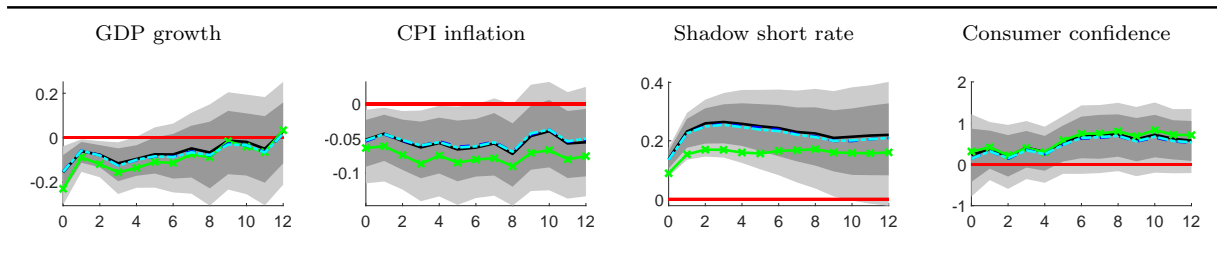 GDP growth
CPI inflation
Shadow short rate
Consumer confidence
0.2
0
-0.2
0 2 4 6 8 10 12
0
-0.05
-0.1
0 2 4 6 8 10 12
0.4
0.2
0
0 2 4 6 8 10 12
2
1
0
-1
0 2 4 6 8 10 12